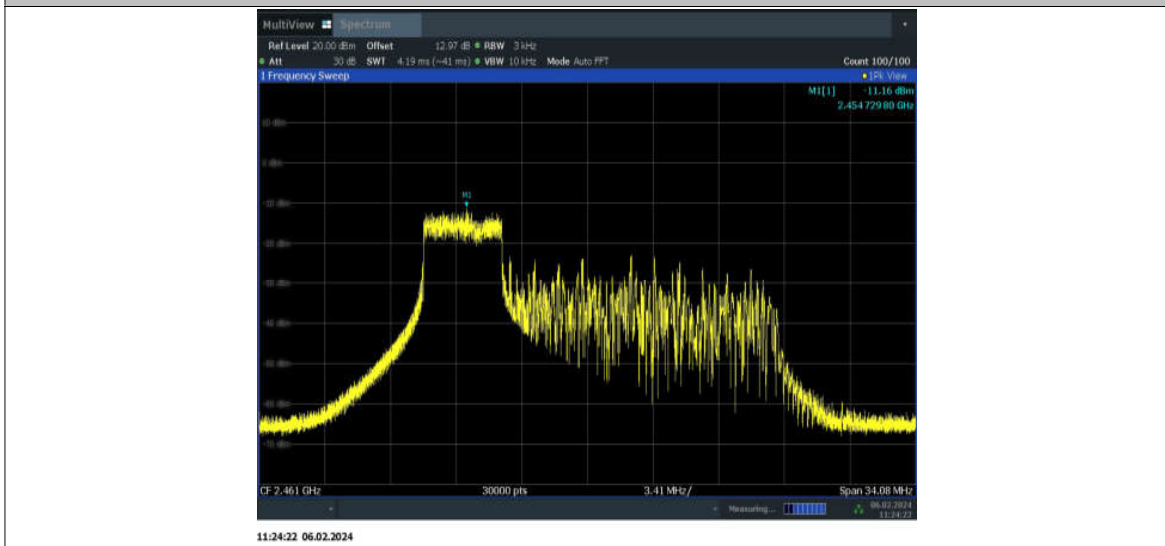 MultiView Spectrum
Ref Level 20.00 dBm Offset 12.97 dB RBW 3 kHz
Att 30 dB SWT 4.19 ms (~41 ms) VBW 10 kHz Mode Auto FFT Count 100/100
1 Frequency Sweep 1Pk View
M1[1] -11.16 dBm
2.454 729 80 GHz
10 dBm
0 dBm
M1
-10 dBm
-20 dBm
-30 dBm
-40 dBm
-50 dBm
-60 dBm
-70 dBm
CF 2.461 GHz 30000 pts 3.41 MHz/ Span 34.08 MHz
Measuring... 06.02.2024
11:24:22
11:24:22 06.02.2024